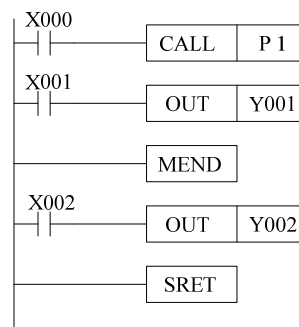 X000
CALL P 1
X001
OUT Y001
MEND
X002
OUT Y002
SRET